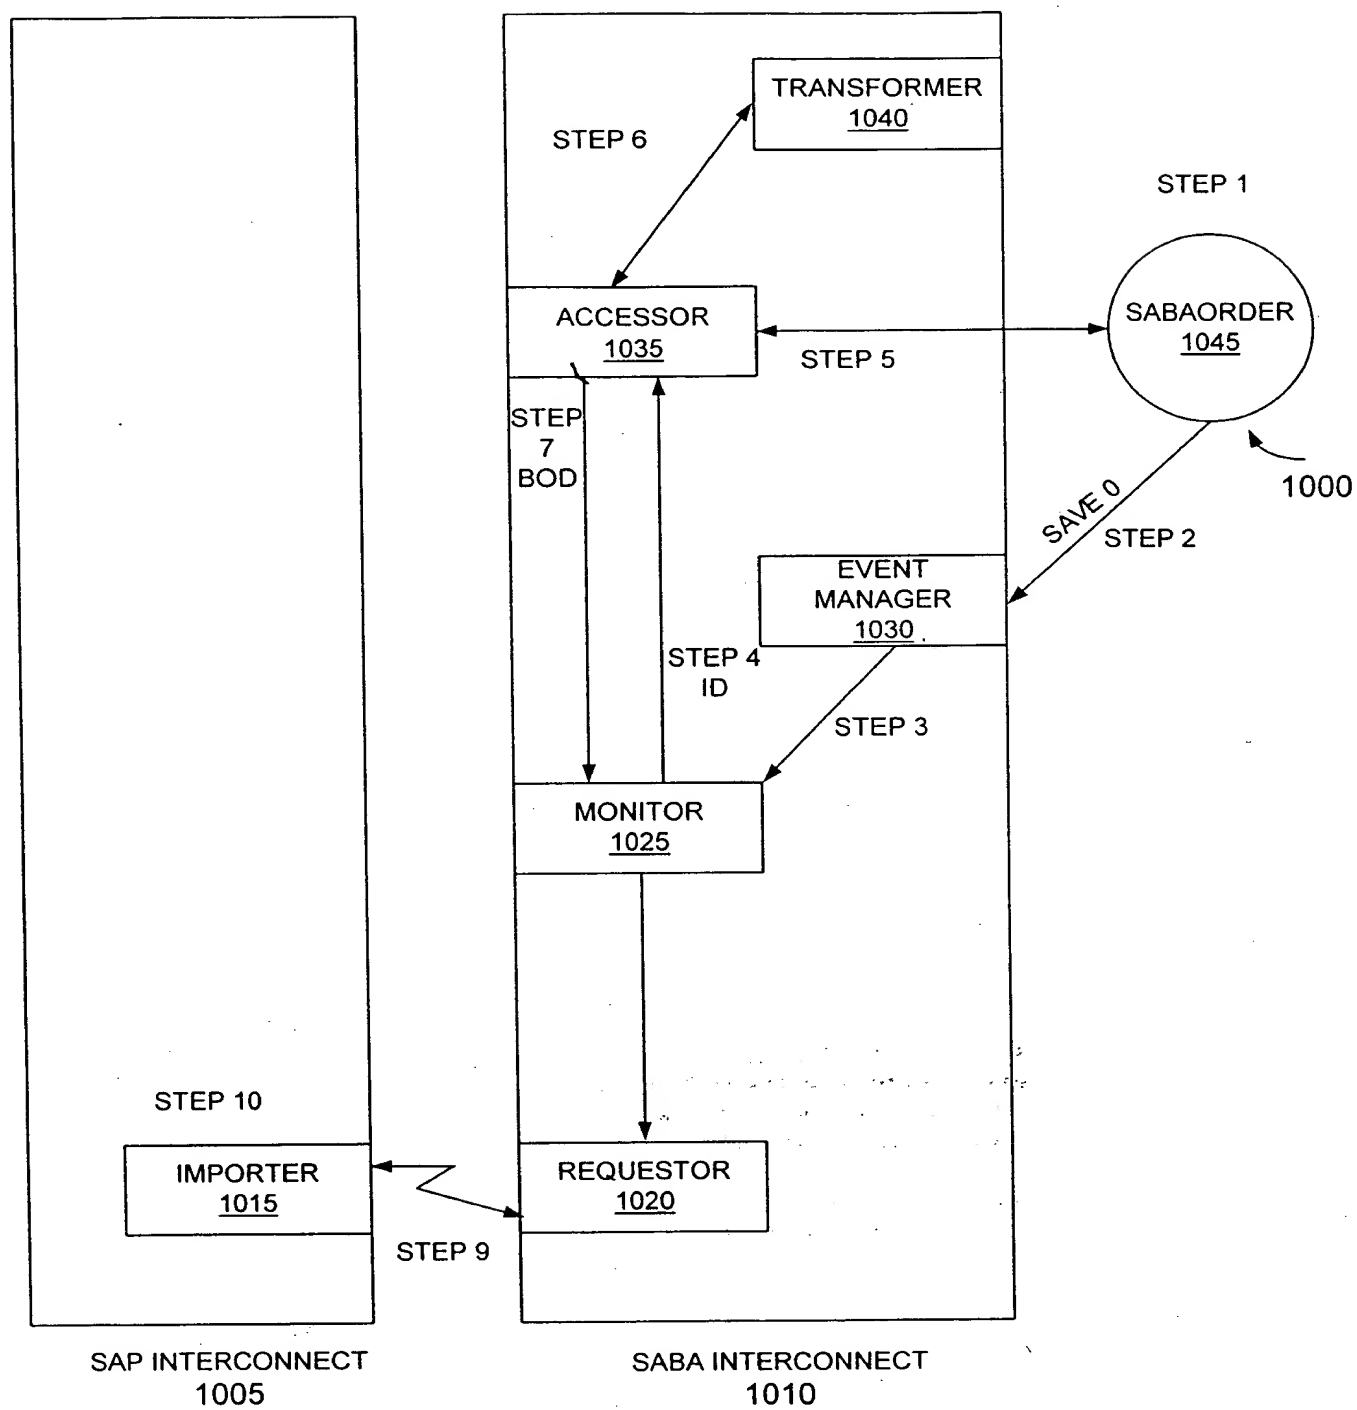 TRANSFORMER
1040
STEP 6
STEP 1
ACCESSOR
1035
SABAORDER
1045
STEP 5
STEP
7
BOD
1000
SAVE 0
STEP 2
EVENT
MANAGER
1030
STEP 4
ID
STEP 3
MONITOR
1025
STEP 10
IMPORTER
1015
REQUESTOR
1020
STEP 9
SAP INTERCONNECT
1005
SABA INTERCONNECT
1010